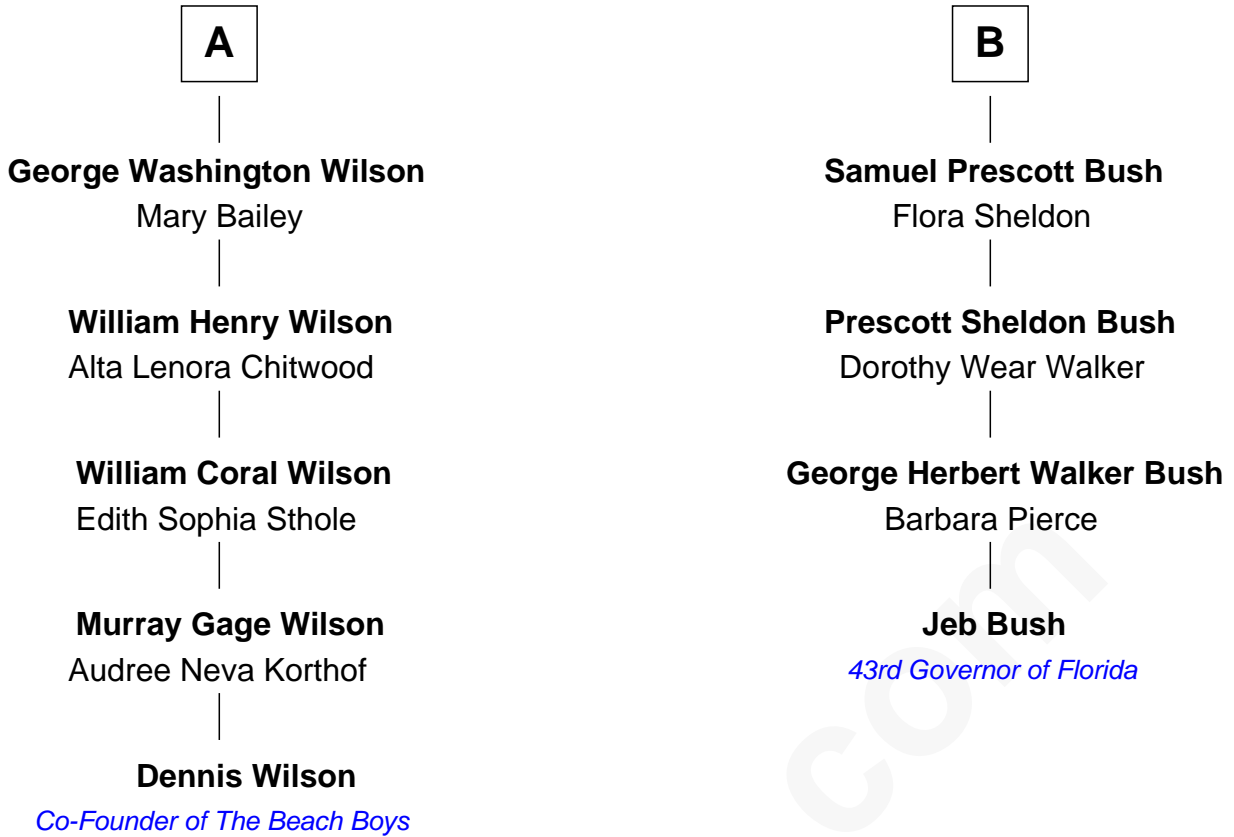 A
George Washington Wilson
Mary Bailey
William Henry Wilson
Alta Lenora Chitwood
William Coral Wilson
Edith Sophia Sthole
Murray Gage Wilson
Audree Neva Korthof
Dennis Wilson
Co-Founder of The Beach Boys
B
Samuel Prescott Bush
Flora Sheldon
Prescott Sheldon Bush
Dorothy Wear Walker
George Herbert Walker Bush
Barbara Pierce
Jeb Bush
43rd Governor of Florida
com